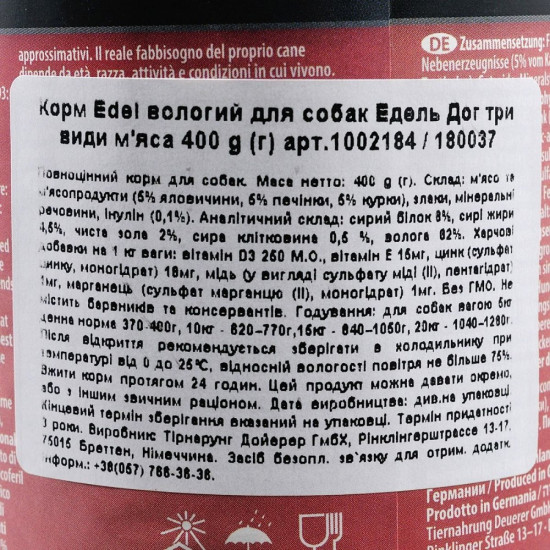 approssimativi. Il reale fabbisogno del proprio cane
dipende da età, razza, attività e condizioni in cui vivono.
DE Zusammensetzung:
Nebenerzeugnisse (5% vom
Корм Edel вологий для собак Едель Дог три
види м'яса 400 g (г) арт.1002184 / 180037
Повноцінний корм для собак. Маса нетто: 400 g (г). Склад: м'ясо та
м'ясопродукти (5% яловичини, 5% печінки, 5% курки), злаки, мінеральні
речовини, інулін (0,1%). Аналітичний склад: сирий білок 8%, сирі жири
4,5%, чиста зола 2%, сира клітковина 0,5 %, волога 82%. Харчові
добавки на 1 кг ваги: вітамін D3 250 М.О., вітамін Е 15мг, цинк (сульфат
цинку, моногідрат) 18мг, мідь (у вигляді сульфату міді (II), пентагідрат)
1мг, марганець (сульфат марганцю (II), моногідрат) 1мг. Без ГМО. Не
містить барвників та консервантів. Годування: для собак вагою 5кг
денна норма 370-400г, 10кг - 620-770г,15кг - 840-1050г, 20кг - 1040-1280г.
Після відкриття рекомендується зберігати в холодильнику при
температурі від 0 до 25°С, відносній вологості повітря не більше 75%.
Вжити корм протягом 24 годин. Цей продукт можна давати окремо,
або з іншим звичним раціоном. Дата виробництва: див.на упаковці
Кінцевий термін зберігання вказаний на упаковці. Термін придатності
3 роки. Виробник: Тірнарунг Дойєрер ГмбХ, Рінклінгерштрассе 13-17,
75015 Бреттен, Німеччина. Засіб безопл. зв'язку для отрим. додатк.
інформ.: +38(057) 766-36-36.
Германии / Produced in
Prodotto in Germania/
Tiernahrung Deuerer Gmb
Rinklinger Straße 13-17